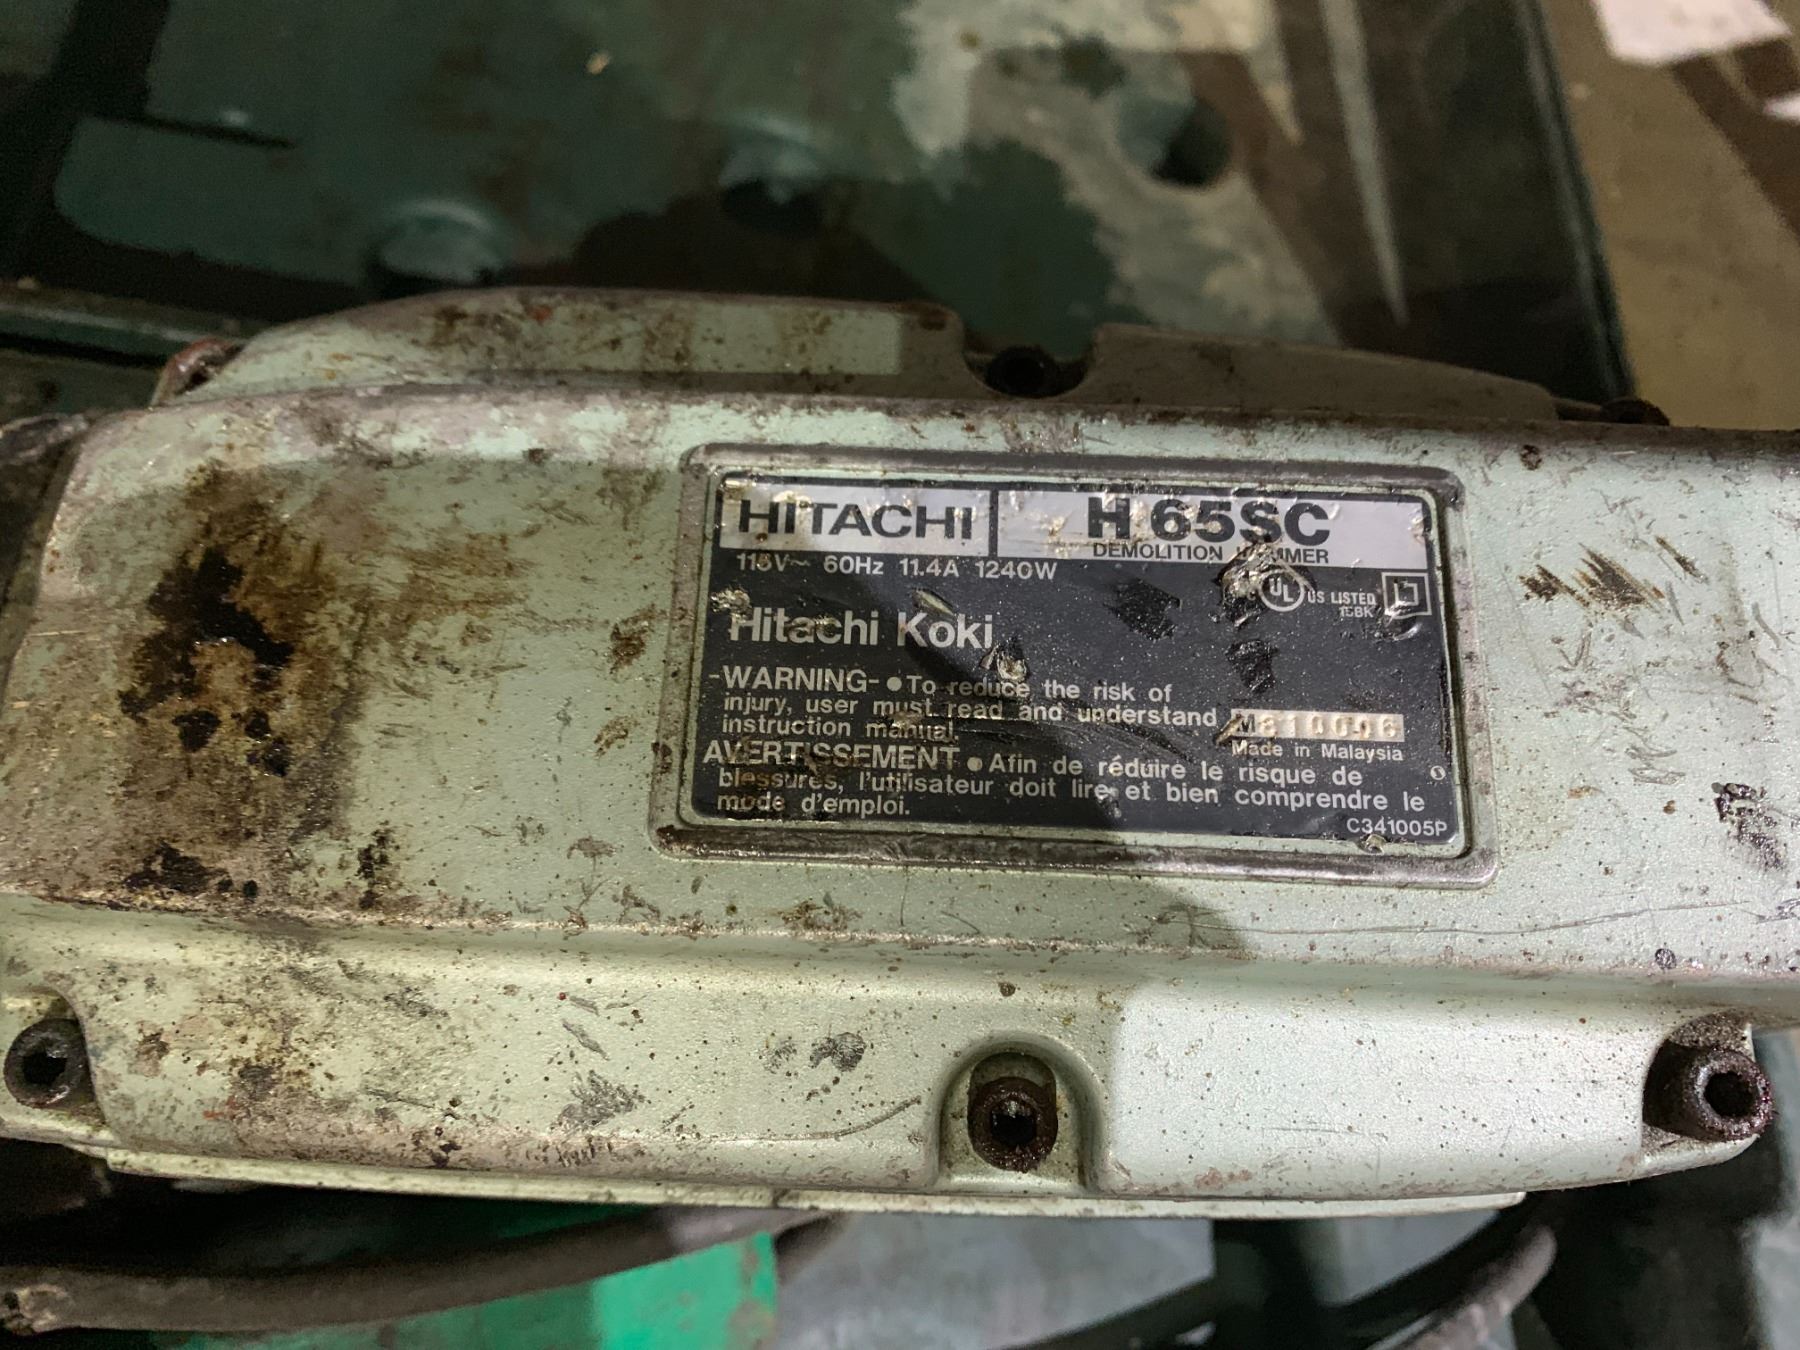 HITACHI H 65SC
DEMOLITION HAMMER
115V~ 60Hz 11.4A 1240W
c UL US LISTED
Hitachi Koki
-WARNING- ● To reduce the risk of
injury, user must read and understand
instruction manual.
Made in Malaysia
AVERTISSEMENT ● Afin de réduire le risque de
blessures, l'utilisateur doit lire et bien comprendre le
mode d'emploi.
C341005P